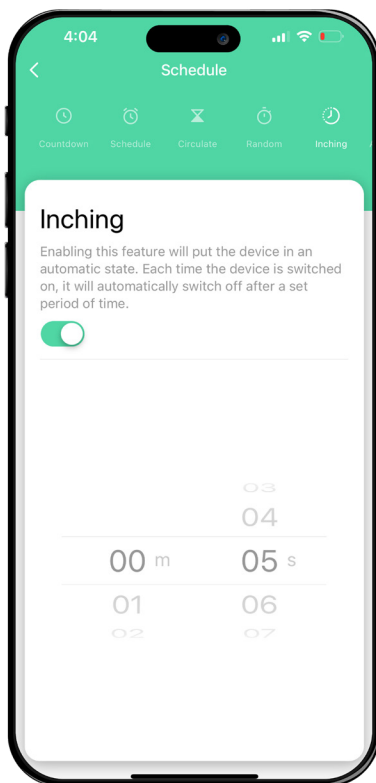 4:04
Schedule
Countdown Schedule Circulate Random Inching
Inching
Enabling this feature will put the device in an
automatic state. Each time the device is switched
on, it will automatically switch off after a set
period of time.
03
04
00 m 05 s
01 06
02 07